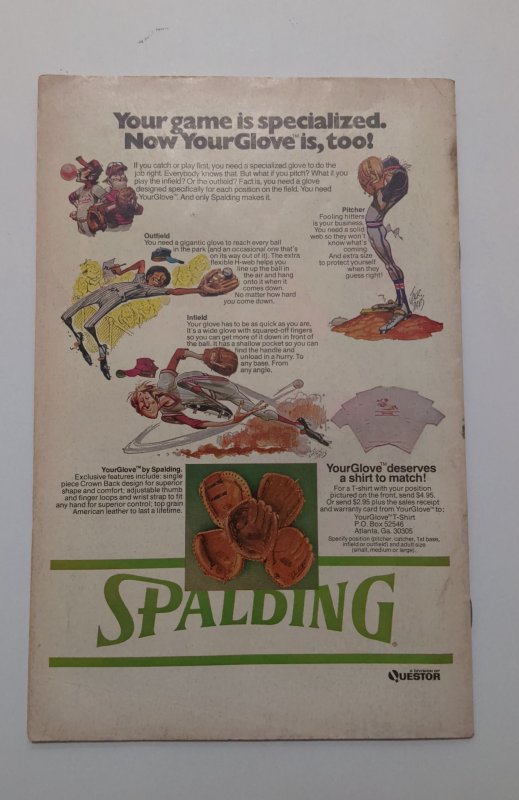 Your game is specialized.
Now YourGlove™ is, too!
If you catch or play first, you need a specialized glove to do the
job right. Everybody knows that. But what if you pitch? What if you
play the infield? Or the outfield? Fact is, you need a glove
designed specifically for each position on the field. You need
YourGlove™. And only Spalding makes it.
Pitcher
Fooling hitters
is your business.
You need a solid
web so they won't
know what's
coming.
And extra size
to protect yourself
when they
guess right!
Outfield
You need a gigantic glove to reach every ball
in the park (and an occasional one that's
on its way out of it). The extra
flexible H-web helps you
line up the ball in
the air and hang
onto it when it
comes down.
No matter how hard
you come down.
Infield
Your glove has to be as quick as you are.
It's a wide glove with squared-off fingers
so you can get more of it down in front of
the ball. It has a shallow pocket so you can
find the handle and
unload in a hurry. To
any base. From
any angle.
YourGlove™ by Spalding.
Exclusive features include: single
piece Crown Back design for superior
shape and comfort; adjustable thumb
and finger loops and wrist strap to fit
any hand for superior control; top grain
American leather to last a lifetime.
YourGlove™ deserves
a shirt to match!
For a T-shirt with your position
pictured on the front, send $4.95.
Or send $2.95 plus the sales receipt
and warranty card from YourGlove™ to:
YourGlove™ T-Shirt
P.O. Box 52546
Atlanta, Ga. 30305
Specify position (pitcher, catcher, 1st base,
infield or outfield) and adult size
(small, medium or large).
SPALDING®
A DIVISION OF
QUESTOR